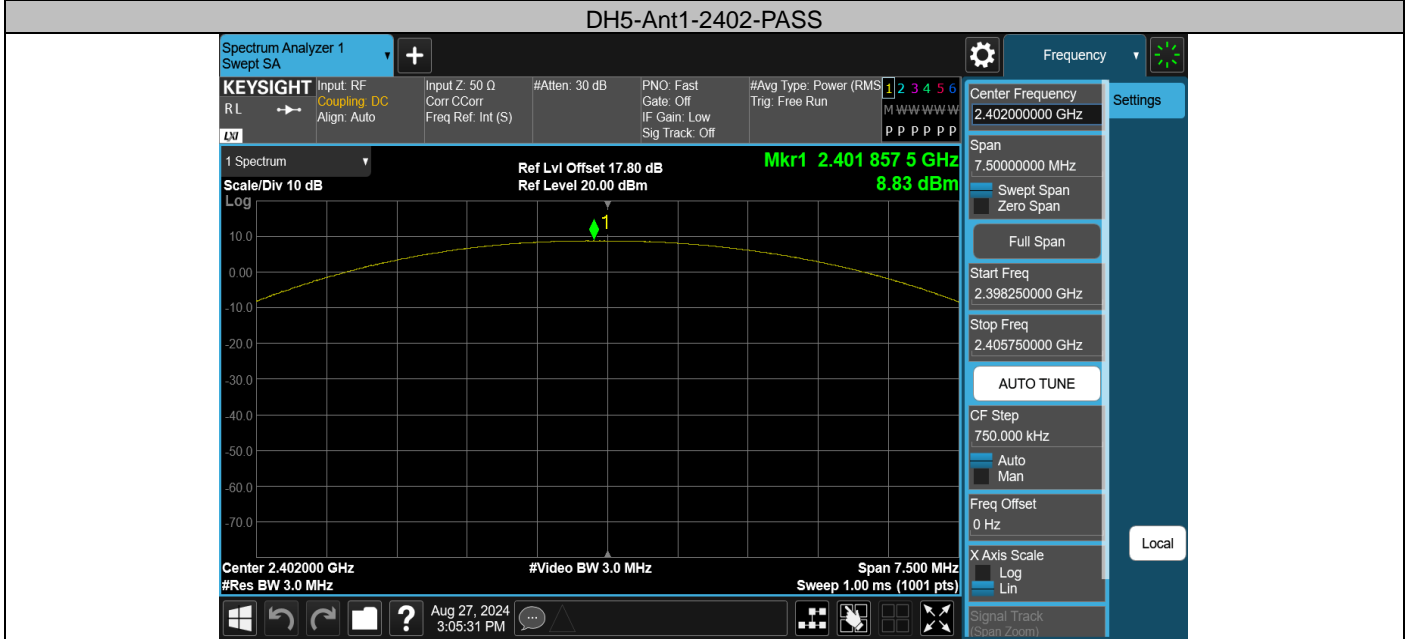 DH5-Ant1-2402-PASS
Spectrum Analyzer 1
Swept SA
+
Frequency
KEYSIGHT
RL
LXI
Input: RF
Coupling: DC
Align: Auto
Input Z: 50 Ω
Corr CCorr
Freq Ref: Int (S)
#Atten: 30 dB
PNO: Fast
Gate: Off
IF Gain: Low
Sig Track: Off
#Avg Type: Power (RMS
Trig: Free Run
1 2 3 4 5 6
M W W W W W
P P P P P P
1 Spectrum
Scale/Div 10 dB
Log
Ref Lvl Offset 17.80 dB
Ref Level 20.00 dBm
Mkr1 2.401 857 5 GHz
8.83 dBm
1
10.0
0.00
-10.0
-20.0
-30.0
-40.0
-50.0
-60.0
-70.0
Center 2.402000 GHz
#Res BW 3.0 MHz
#Video BW 3.0 MHz
Span 7.500 MHz
Sweep 1.00 ms (1001 pts)
Center Frequency
2.402000000 GHz
Settings
Span
7.50000000 MHz
Swept Span
Zero Span
Full Span
Start Freq
2.398250000 GHz
Stop Freq
2.405750000 GHz
AUTO TUNE
CF Step
750.000 kHz
Auto
Man
Freq Offset
0 Hz
X Axis Scale
Log
Lin
Signal Track
(Span Zoom)
Local
?
Aug 27, 2024
3:05:31 PM